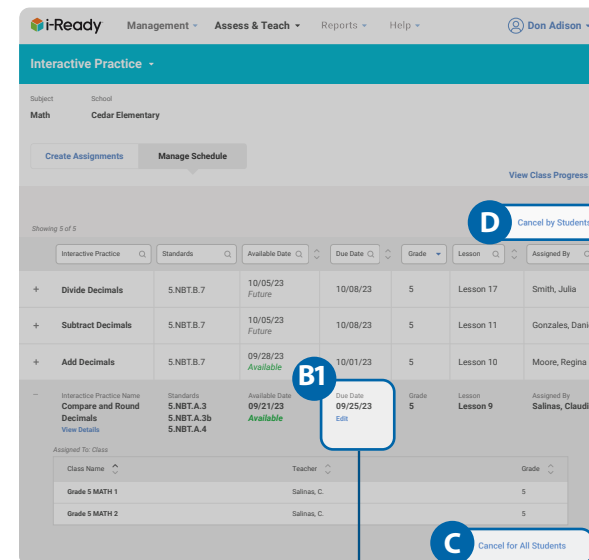 i-Ready Management Assess & Teach Reports Help Don Adison
Interactive Practice
Subject School
Math Cedar Elementary
Create Assignments Manage Schedule
View Class Progress
D Cancel by Students
Showing 5 of 5
Interactive Practice Standards Available Date Due Date Grade Lesson Assigned By
+ Divide Decimals 5.NBT.B.7 10/05/23 Future 10/08/23 5 Lesson 17 Smith, Julia
+ Subtract Decimals 5.NBT.B.7 10/05/23 Future 10/08/23 5 Lesson 11 Gonzales, Dani
+ Add Decimals 5.NBT.B.7 09/28/23 Available 10/01/23 5 Lesson 10 Moore, Regina
B1
– Interactive Practice Name Standards Available Date Due Date Grade Lesson Assigned By
Compare and Round 5.NBT.A.3 09/21/23 09/25/23 5 Lesson 9 Salinas, Claudi
Decimals 5.NBT.A.3b Available Edit
View Details 5.NBT.A.4
Assigned To: Class
Class Name Teacher Grade
Grade 5 MATH 1 Salinas, C. 5
Grade 5 MATH 2 Salinas, C. 5
C Cancel for All Students